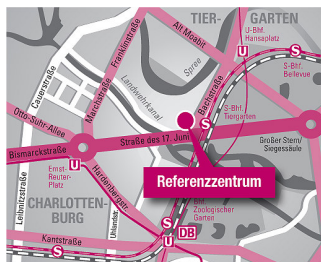 TIER-
GARTEN
Alt Moabit
U-Bhf.
Hansaplatz
U
S
S-Bhf.
Bellevue
Franklinstraße
Spree
Landwehrkanal
Cauerstraße
Marchstraße
Bachstraße
S-Bhf.
Tiergarten
S
Otto-Suhr-Allee
Straße des 17. Juni
Großer Stern/
Siegessäule
Bismarckstraße
U
Ernst-
Reuter-
Platz
Hardenbergstr.
Referenzzentrum
Leibnitzstraße
CHARLOTTEN-
BURG
Uhlandstr.
Bhf.
Zoologischer
Garten
S
DB
U
Kantstraße
S
S